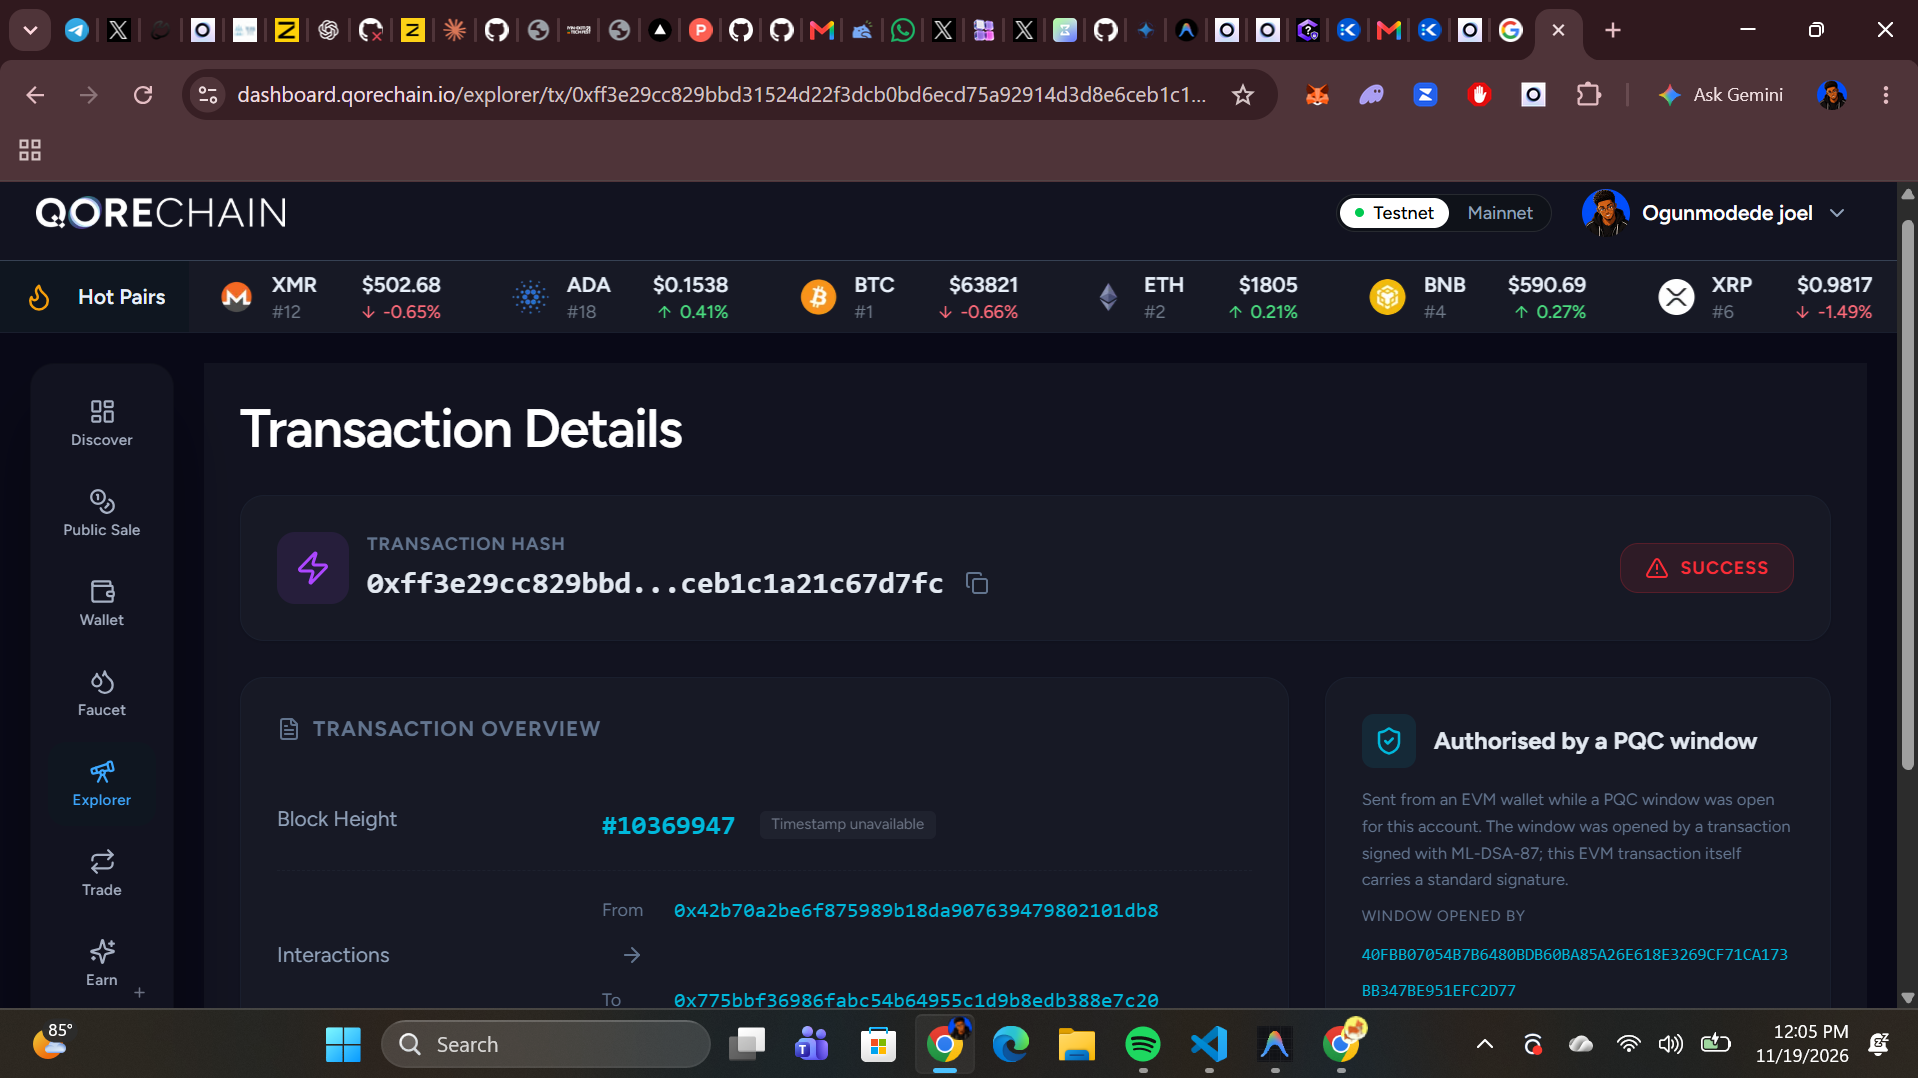 dashboard.qorechain.io/explorer/tx/0xff3e29cc829bbd31524d22f3dcb0bd6ecd75a92914d3d8e6ceb1c1...
Ask Gemini
QORECHAIN
Testnet
Mainnet
Ogunmodede joel
Hot Pairs
XMR $502.68
#12 ↓ -0.65%
ADA $0.1538
#18 ↑ 0.41%
BTC $63821
#1 ↓ -0.66%
ETH $1805
#2 ↑ 0.21%
BNB $590.69
#4 ↑ 0.27%
XRP $0.9817
#6 ↓ -1.49%
Discover
Public Sale
Wallet
Faucet
Explorer
Trade
Earn
Transaction Details
TRANSACTION HASH
0xff3e29cc829bbd...ceb1c1a21c67d7fc
SUCCESS
TRANSACTION OVERVIEW
Block Height #10369947 Timestamp unavailable
From 0x42b70a2be6f875989b18da907639479802101db8
Interactions →
To 0x775bbf36986fabc54b64955c1d9b8edb388e7c20
Authorised by a PQC window
Sent from an EVM wallet while a PQC window was open
for this account. The window was opened by a transaction
signed with ML-DSA-87; this EVM transaction itself
carries a standard signature.
WINDOW OPENED BY
40FBB07054B7B6480BDB60BA85A26E618E3269CF71CA173
BB347BE951EFC2D77
85°
Search
12:05 PM
11/19/2026